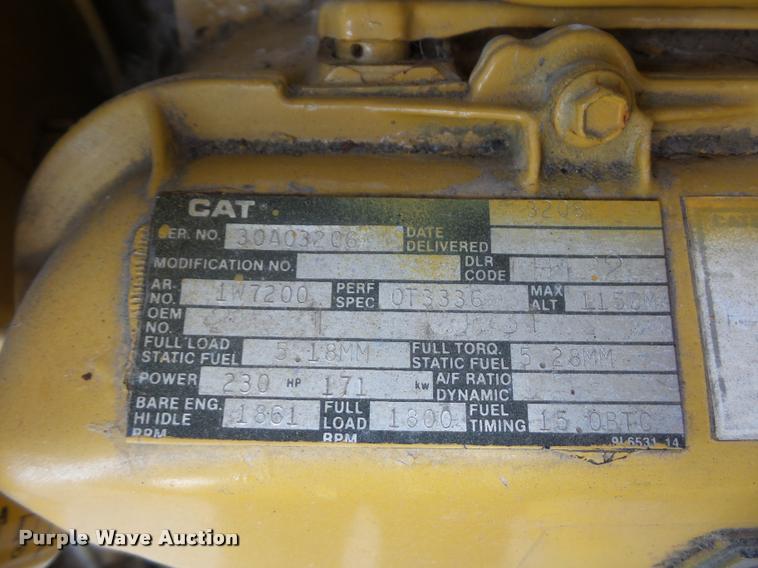 CAT
SER. NO. 30A03206 DATE DELIVERED
MODIFICATION NO. DLR CODE
AR-NO. 1W7200 PERF SPEC 0T3336 MAX ALT
OEM NO.
FULL LOAD STATIC FUEL 5.18MM FULL TORQ. STATIC FUEL 5.28MM
POWER 230 HP 171 kw A/F RATIO DYNAMIC
BARE ENG. HI IDLE RPM 1861 FULL LOAD RPM 1800 FUEL TIMING 15.0BTC
9L6531 14
Purple Wave Auction